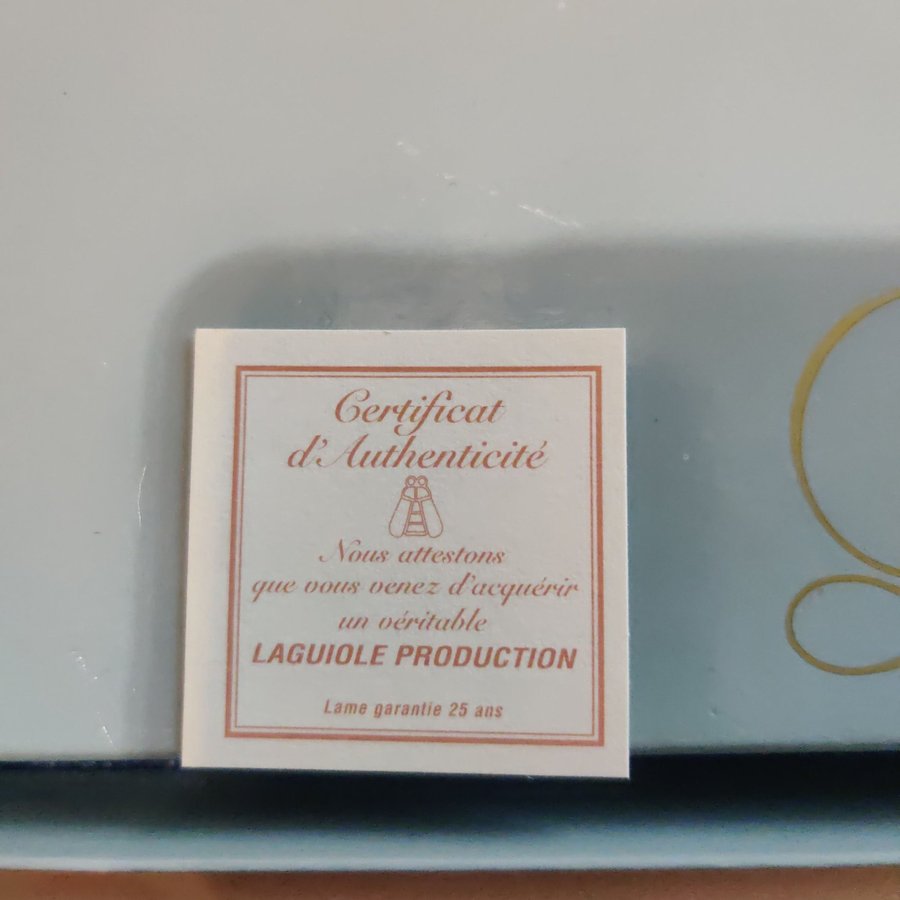 Certificat
d'Authenticité
Nous attestons
que vous venez d'acquérir
un véritable
LAGUIOLE PRODUCTION
Lame garantie 25 ans